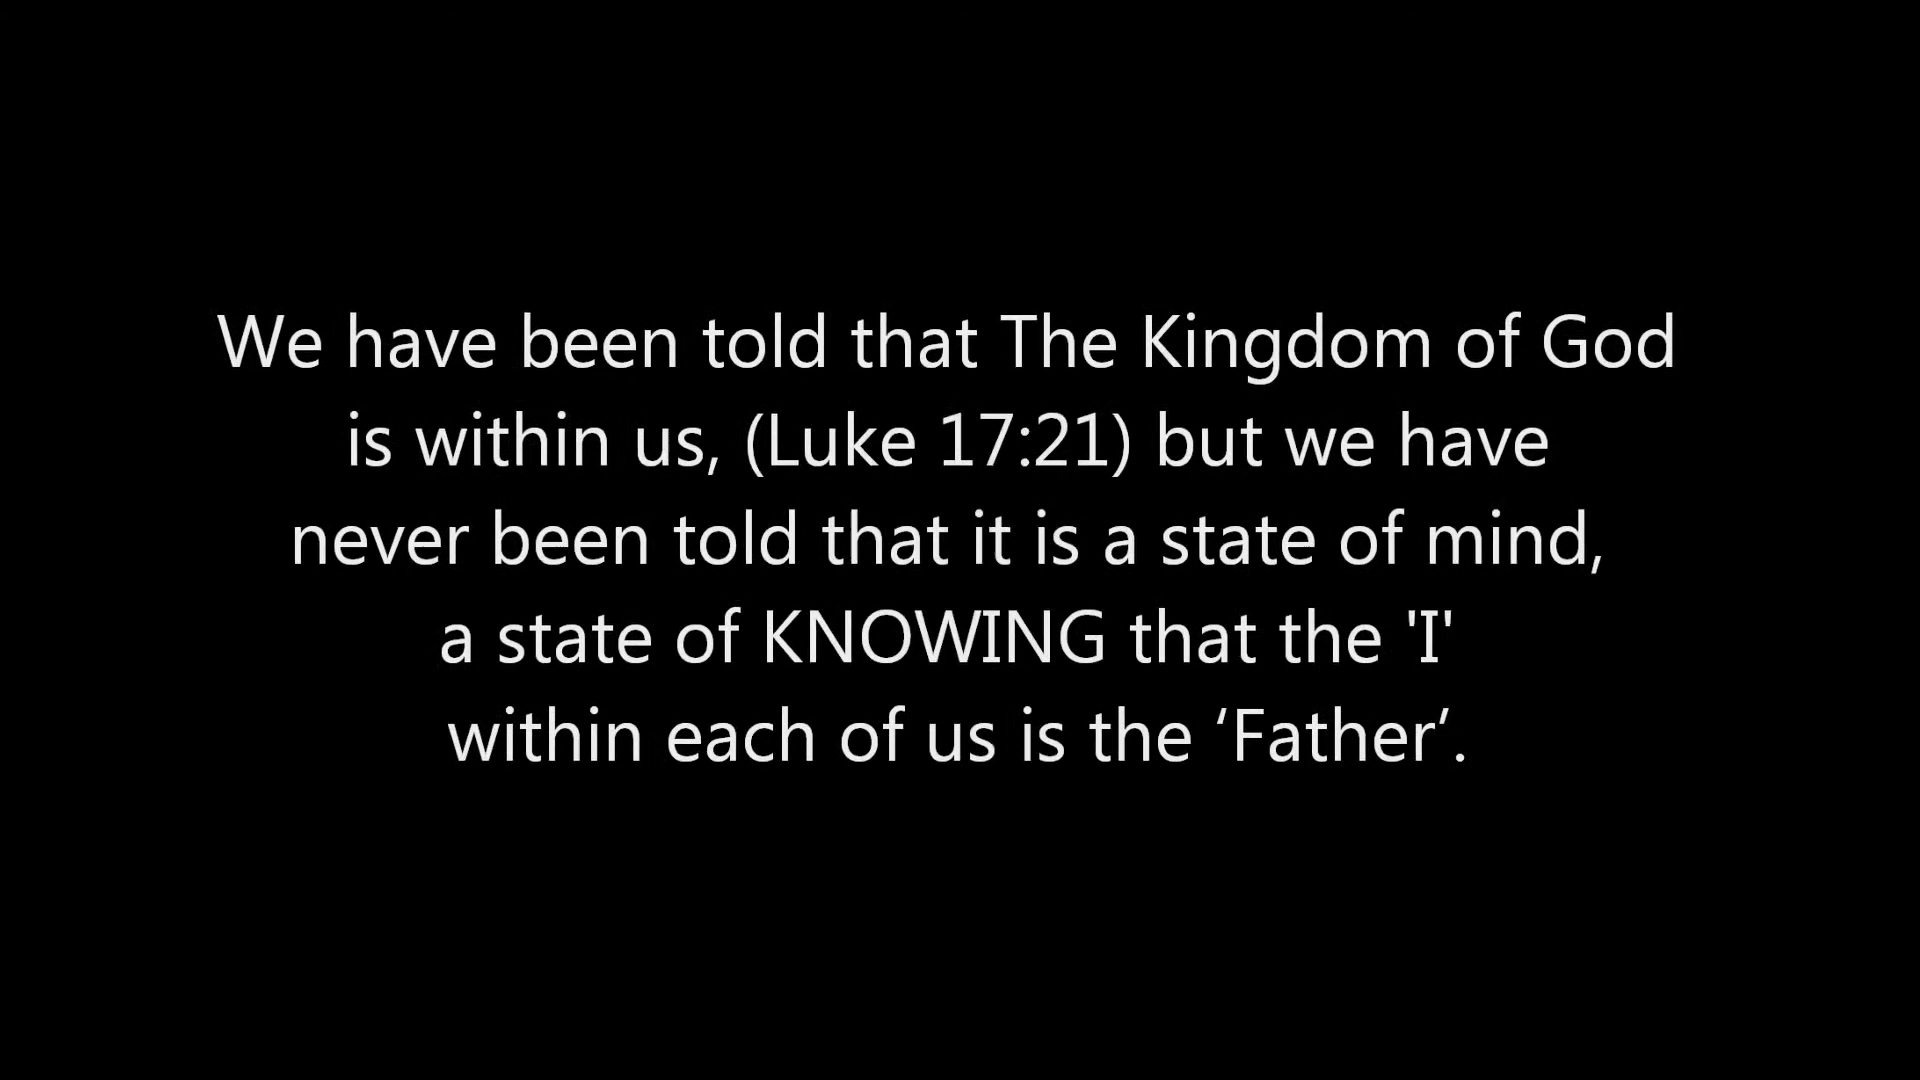 We have been told that The Kingdom of God
is within us, (Luke 17:21) but we have
never been told that it is a state of mind,
a state of KNOWING that the 'I'
within each of us is the ‘Father’.